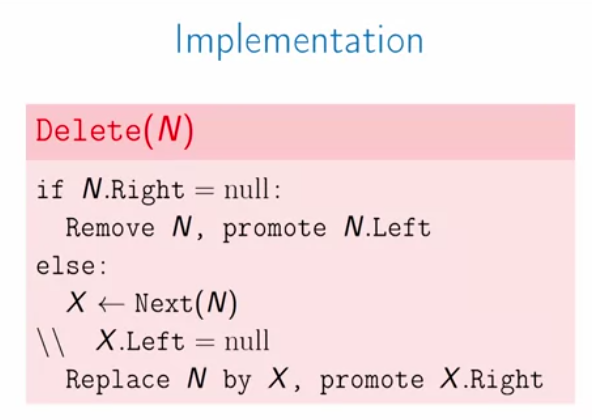 Implementation
Delete(N)
if N.Right = null:
Remove N, promote N.Left
else:
X ← Next(N)
\\ X.Left = null
Replace N by X, promote X.Right